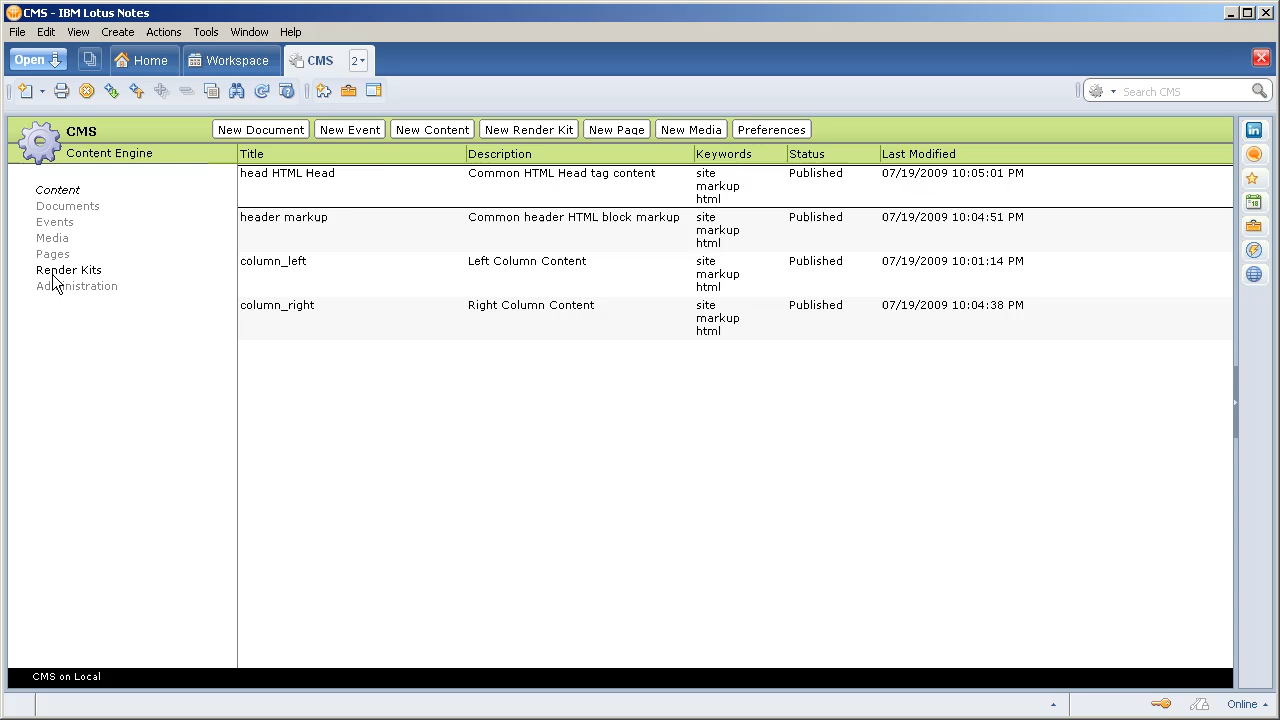 CMS - IBM Lotus Notes
File Edit View Create Actions Tools Window Help
Open Home Workspace CMS 2
Search CMS
CMS
Content Engine
New Document New Event New Content New Render Kit New Page New Media Preferences
Title Description Keywords Status Last Modified
Content
Documents
Events
Media
Pages
Render Kits
Administration
head HTML Head Common HTML Head tag content site Published 07/19/2009 10:05:01 PM
markup
html
header markup Common header HTML block markup site Published 07/19/2009 10:04:51 PM
markup
html
column_left Left Column Content site Published 07/19/2009 10:01:14 PM
markup
html
column_right Right Column Content site Published 07/19/2009 10:04:38 PM
markup
html
CMS on Local
Online